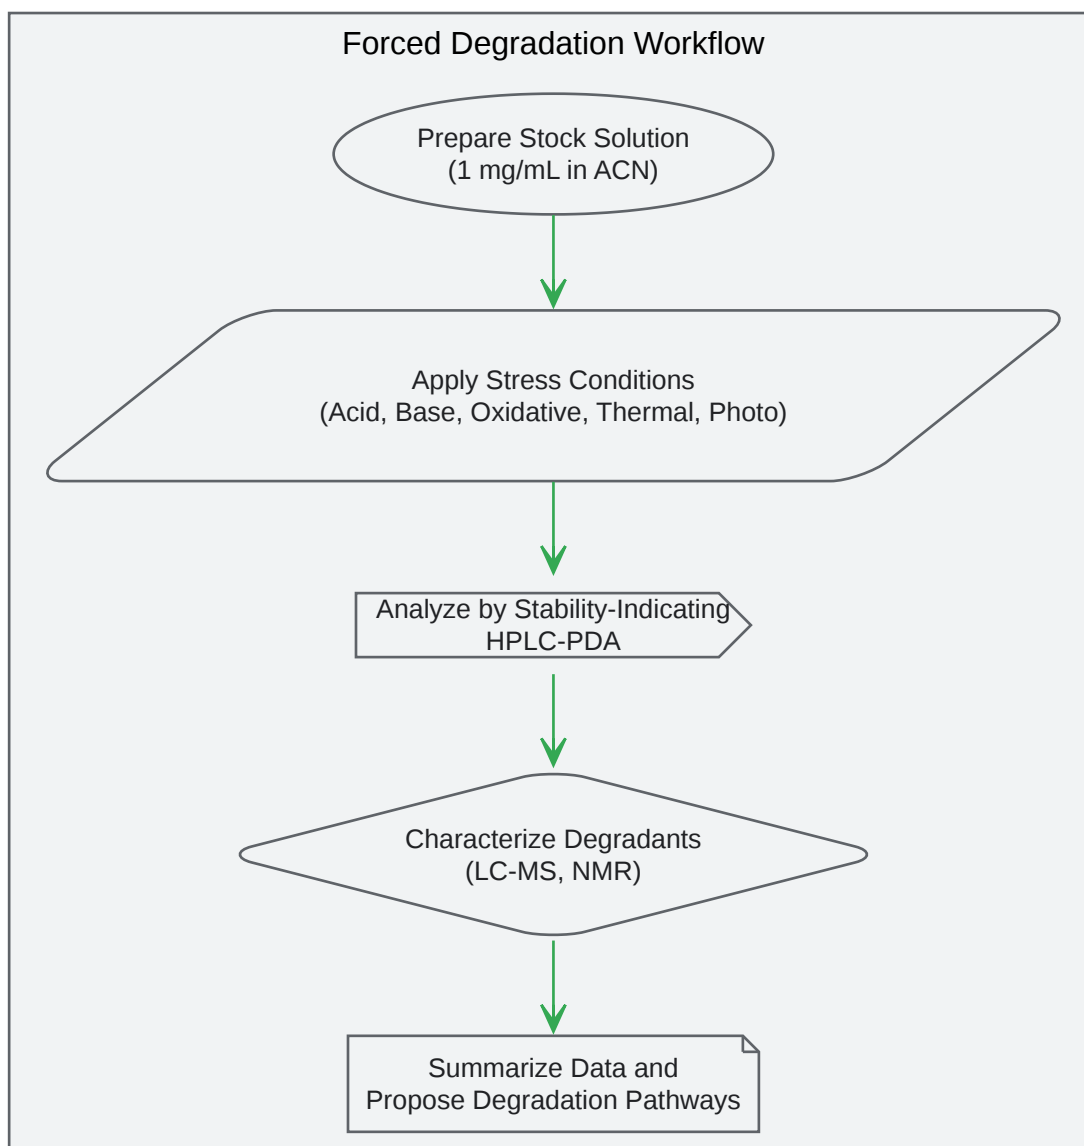 Forced Degradation Workflow
Prepare Stock Solution
(1 mg/mL in ACN)
Apply Stress Conditions
(Acid, Base, Oxidative, Thermal, Photo)
Analyze by Stability-Indicating
HPLC-PDA
Characterize Degradants
(LC-MS, NMR)
Summarize Data and
Propose Degradation Pathways